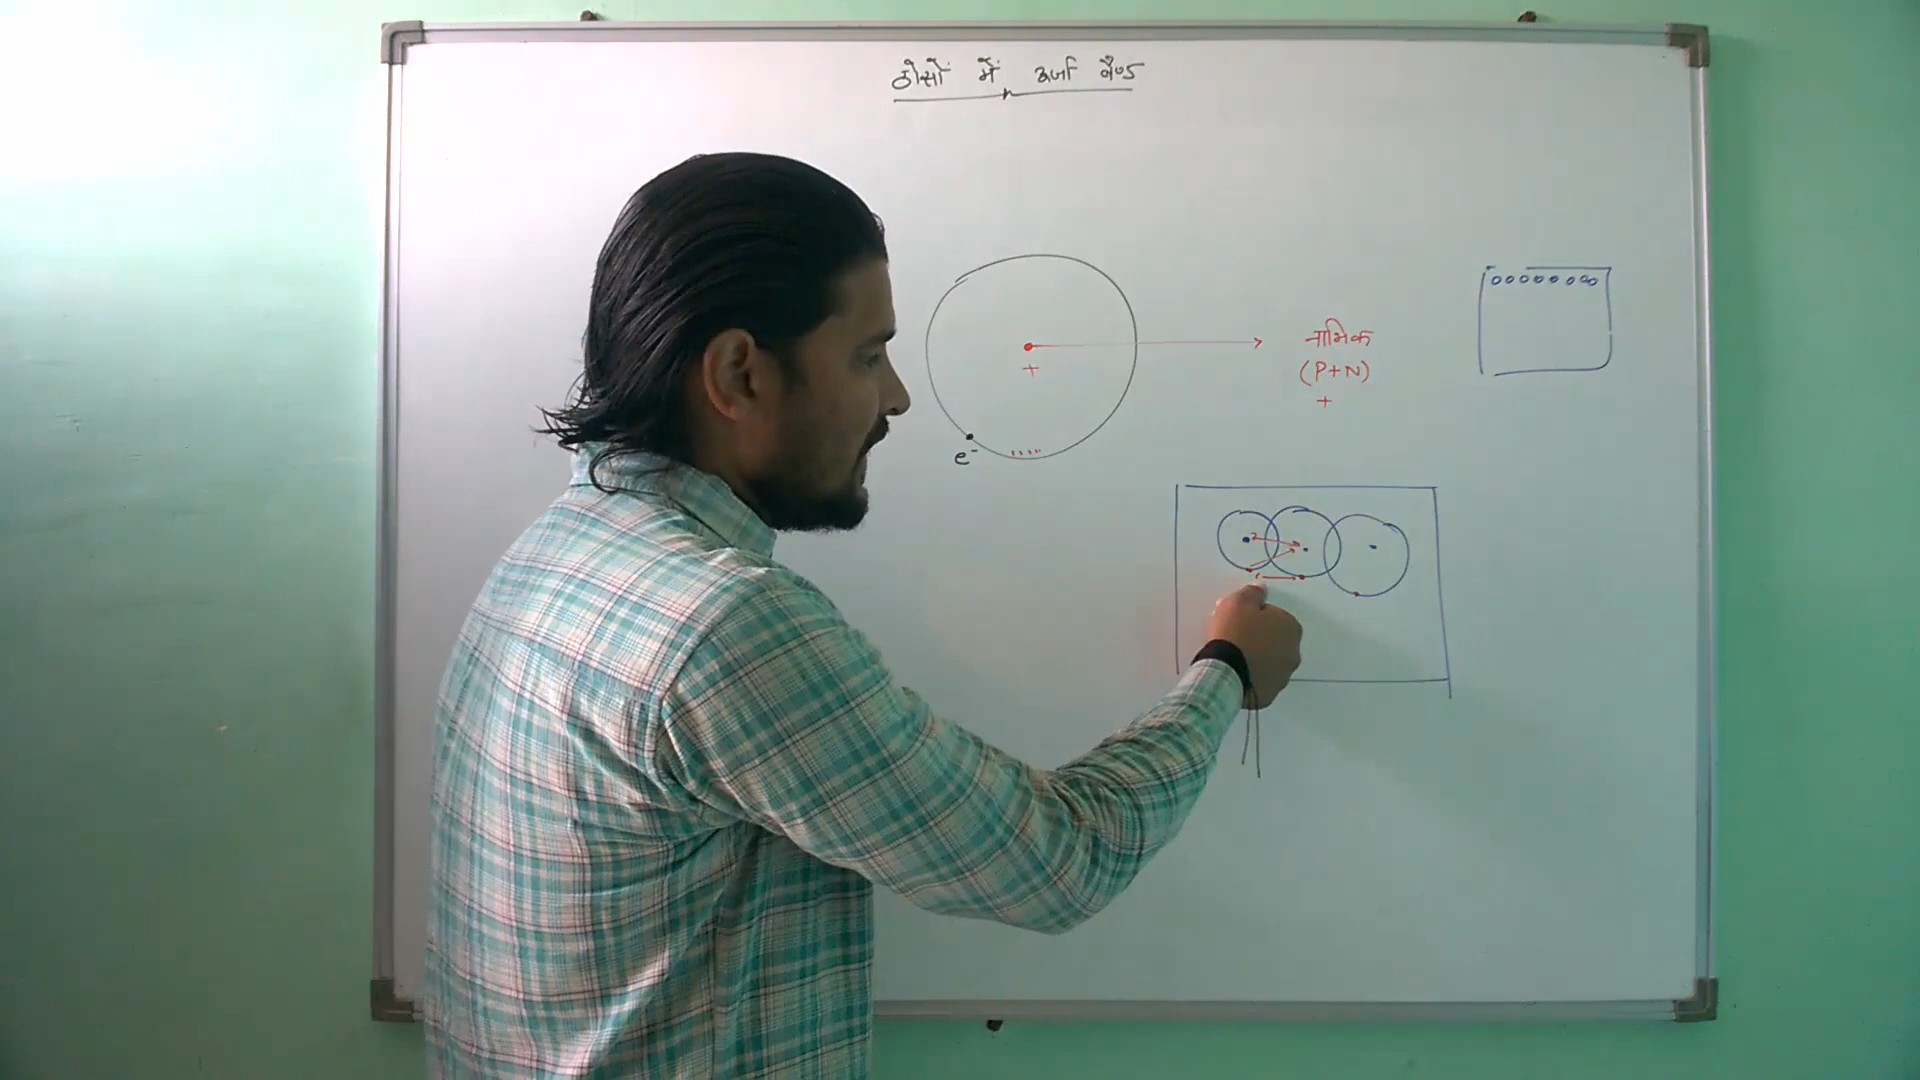 ठोसों में ऊर्जा बैण्ड
+
e-
नाभिक
(P+N)
+